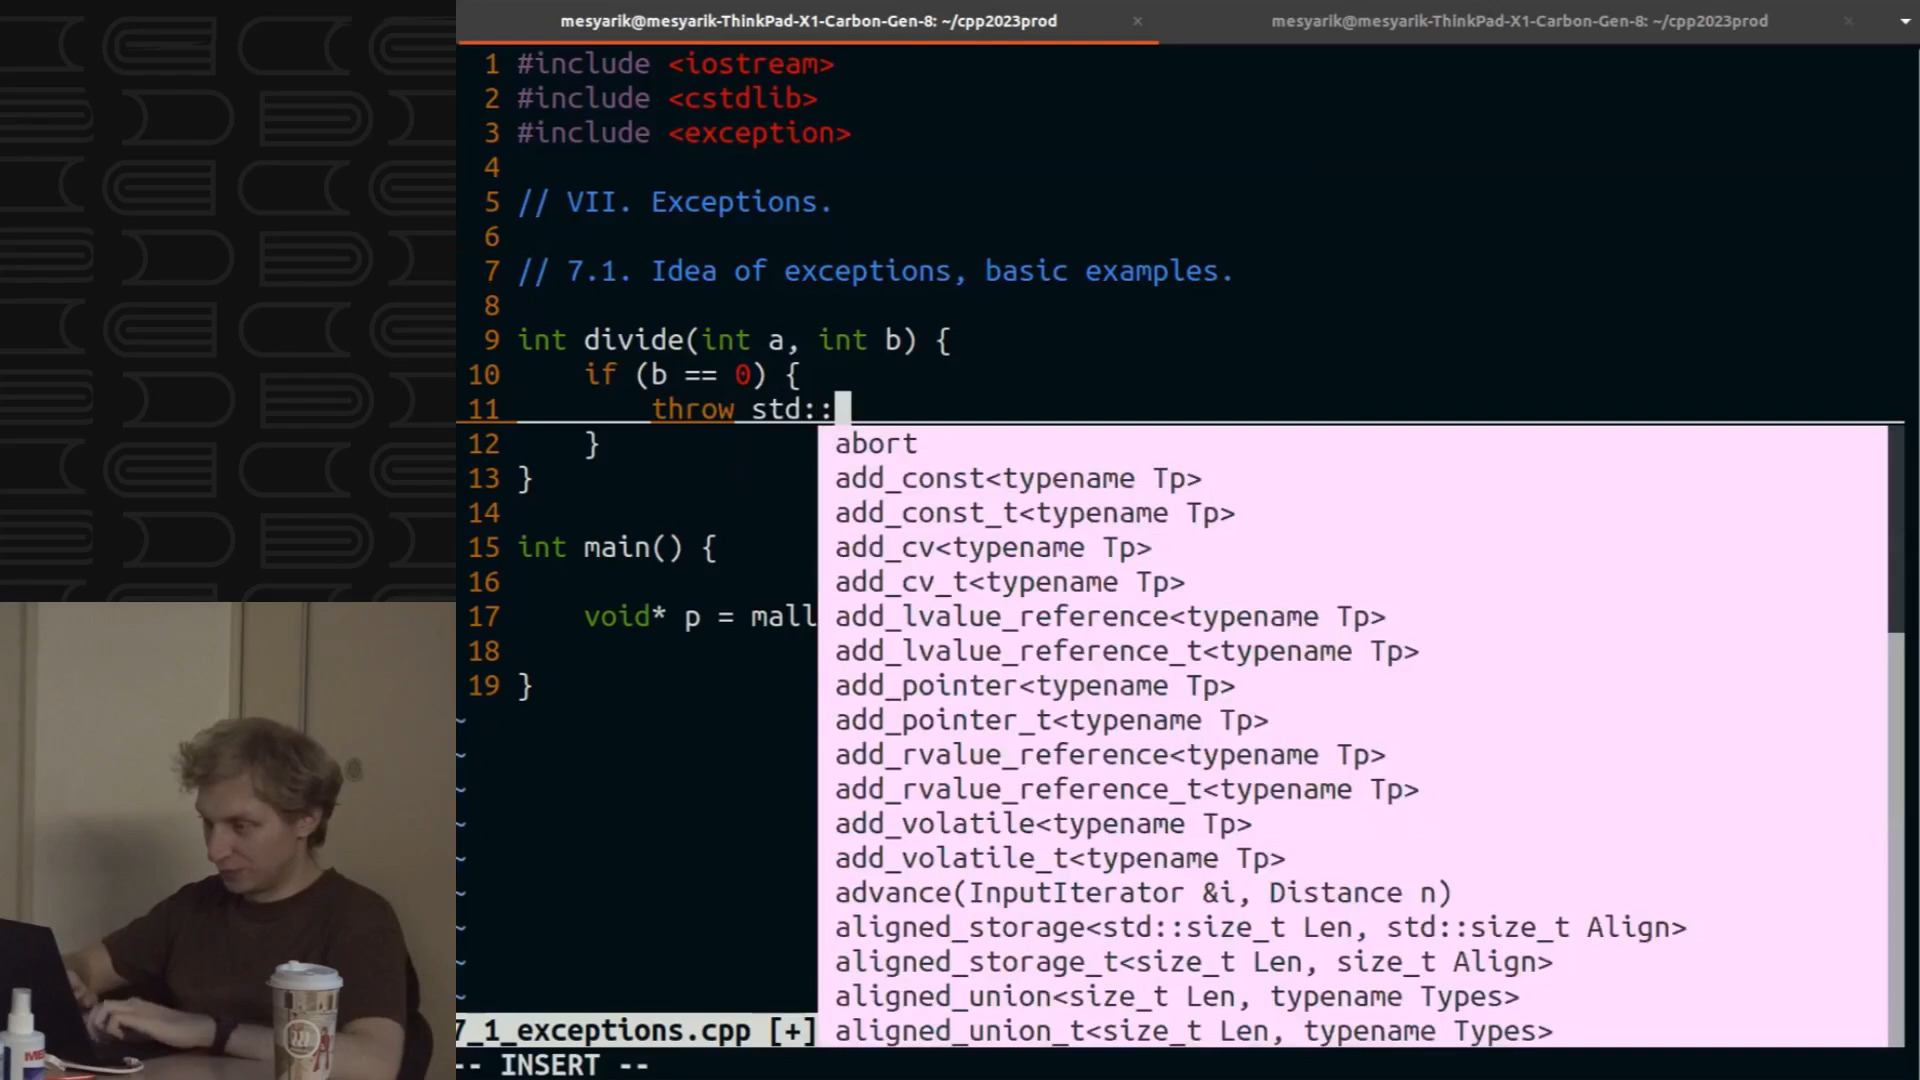 mesyarik@mesyarik-ThinkPad-X1-Carbon-Gen-8: ~/cpp2023prod × mesyarik@mesyarik-ThinkPad-X1-Carbon-Gen-8: ~/cpp2023prod ×
1 #include <iostream>
2 #include <cstdlib>
3 #include <exception>
4
5 // VII. Exceptions.
6
7 // 7.1. Idea of exceptions, basic examples.
8
9 int divide(int a, int b) {
10 if (b == 0) {
11 throw std::
12 } abort
13 } add_const<typename Tp>
14 add_const_t<typename Tp>
15 int main() { add_cv<typename Tp>
16 add_cv_t<typename Tp>
17 void* p = mall add_lvalue_reference<typename Tp>
18 add_lvalue_reference_t<typename Tp>
19 } add_pointer<typename Tp>
~ add_pointer_t<typename Tp>
~ add_rvalue_reference<typename Tp>
~ add_rvalue_reference_t<typename Tp>
~ add_volatile<typename Tp>
~ add_volatile_t<typename Tp>
~ advance(InputIterator &i, Distance n)
~ aligned_storage<std::size_t Len, std::size_t Align>
~ aligned_storage_t<size_t Len, size_t Align>
~ aligned_union<size_t Len, typename Types>
7_1_exceptions.cpp [+] aligned_union_t<size_t Len, typename Types>
-- INSERT --